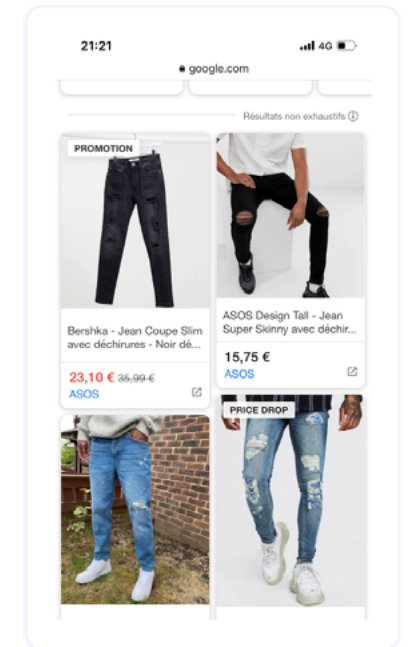 21:21
4G
google.com
Résultats non exhaustifs
PROMOTION
Bershka - Jean Coupe Slim
avec déchirures - Noir dé...
23,10 € 35,99 €
ASOS
ASOS Design Tall - Jean
Super Skinny avec déchir...
15,75 €
ASOS
PRICE DROP